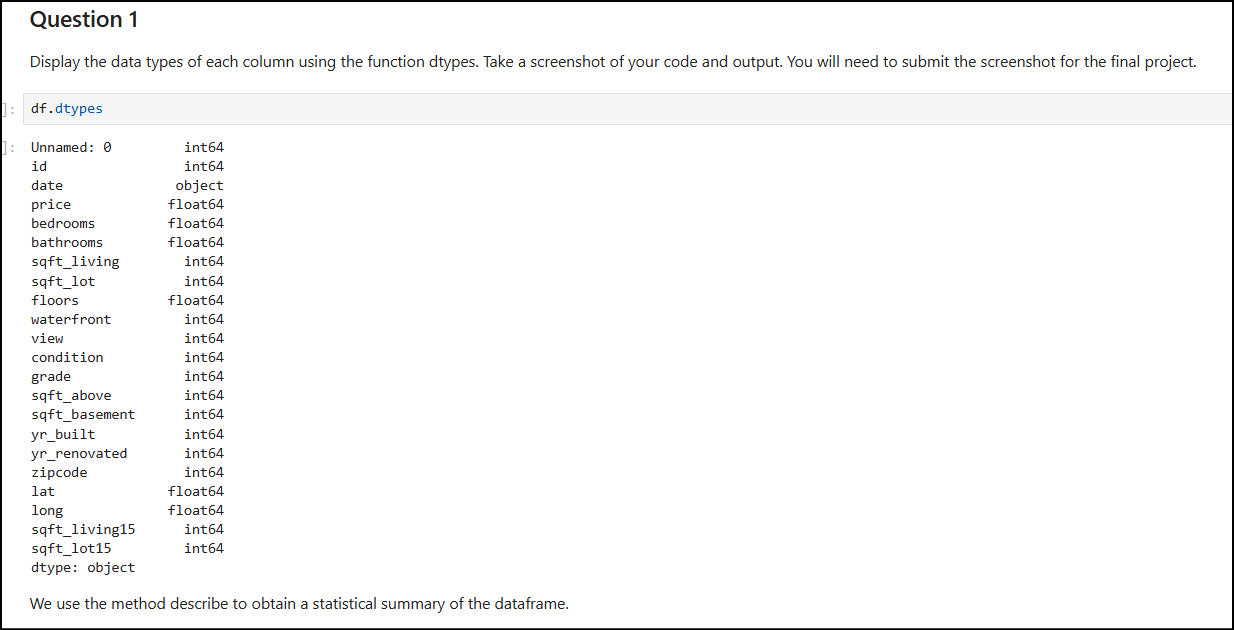 Question 1
Display the data types of each column using the function dtypes. Take a screenshot of your code and output. You will need to submit the screenshot for the final project.
]: df.dtypes
]: Unnamed: 0 int64
id int64
date object
price float64
bedrooms float64
bathrooms float64
sqft_living int64
sqft_lot int64
floors float64
waterfront int64
view int64
condition int64
grade int64
sqft_above int64
sqft_basement int64
yr_built int64
yr_renovated int64
zipcode int64
lat float64
long float64
sqft_living15 int64
sqft_lot15 int64
dtype: object
We use the method describe to obtain a statistical summary of the dataframe.